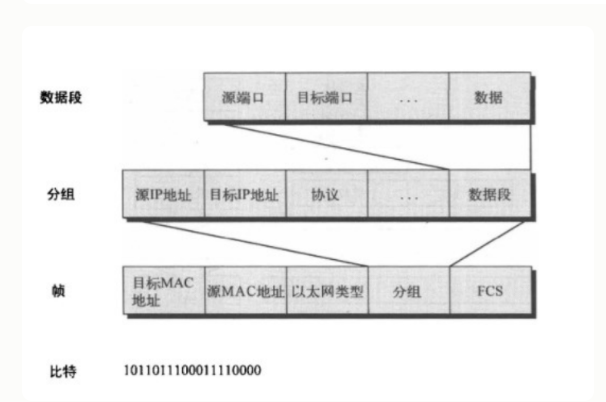 数据段 源端口 目标端口 ... 数据
分组 源IP地址 目标IP地址 协议 ... 数据段
帧 目标MAC
地址 源MAC地址 以太网类型 分组 FCS
比特 1011011100011110000